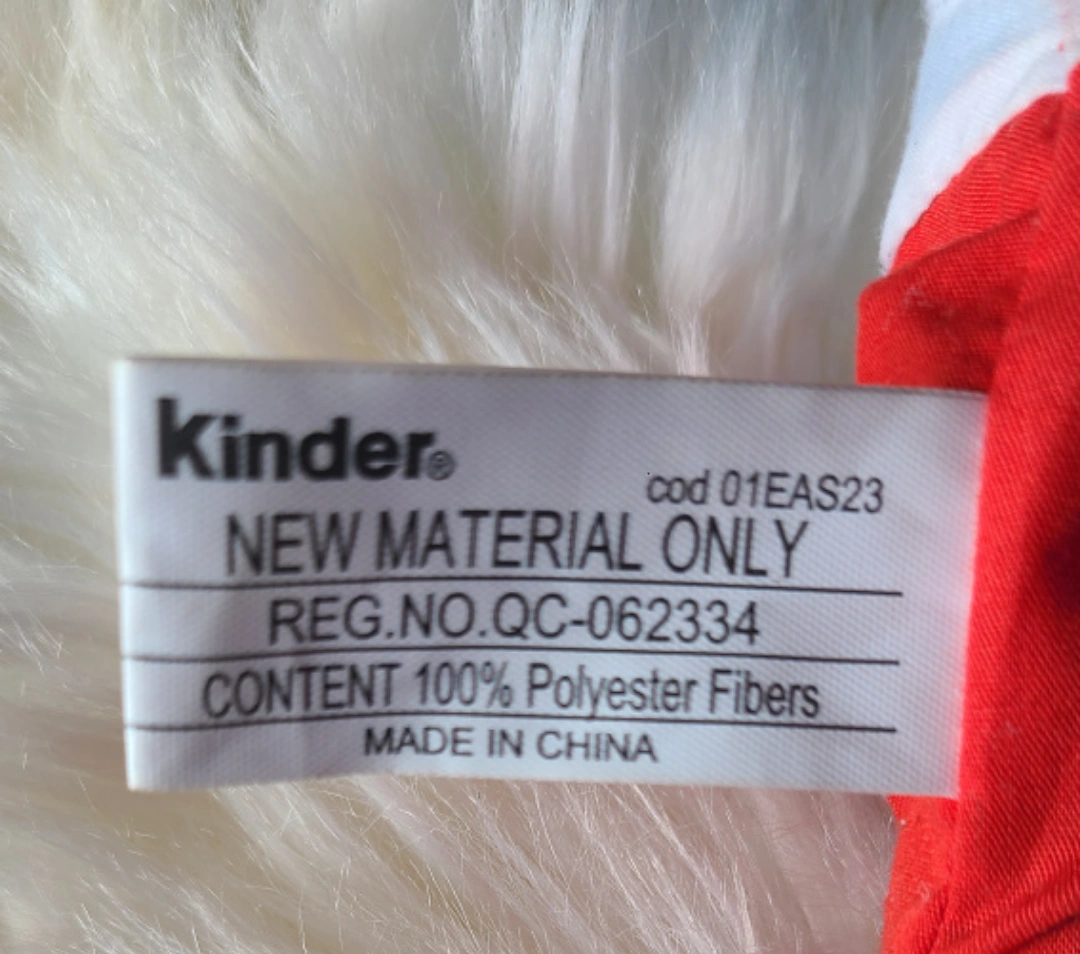 kinder®
cod 01EAS23
NEW MATERIAL ONLY
REG.NO.QC-062334
CONTENT 100% Polyester Fibers
MADE IN CHINA